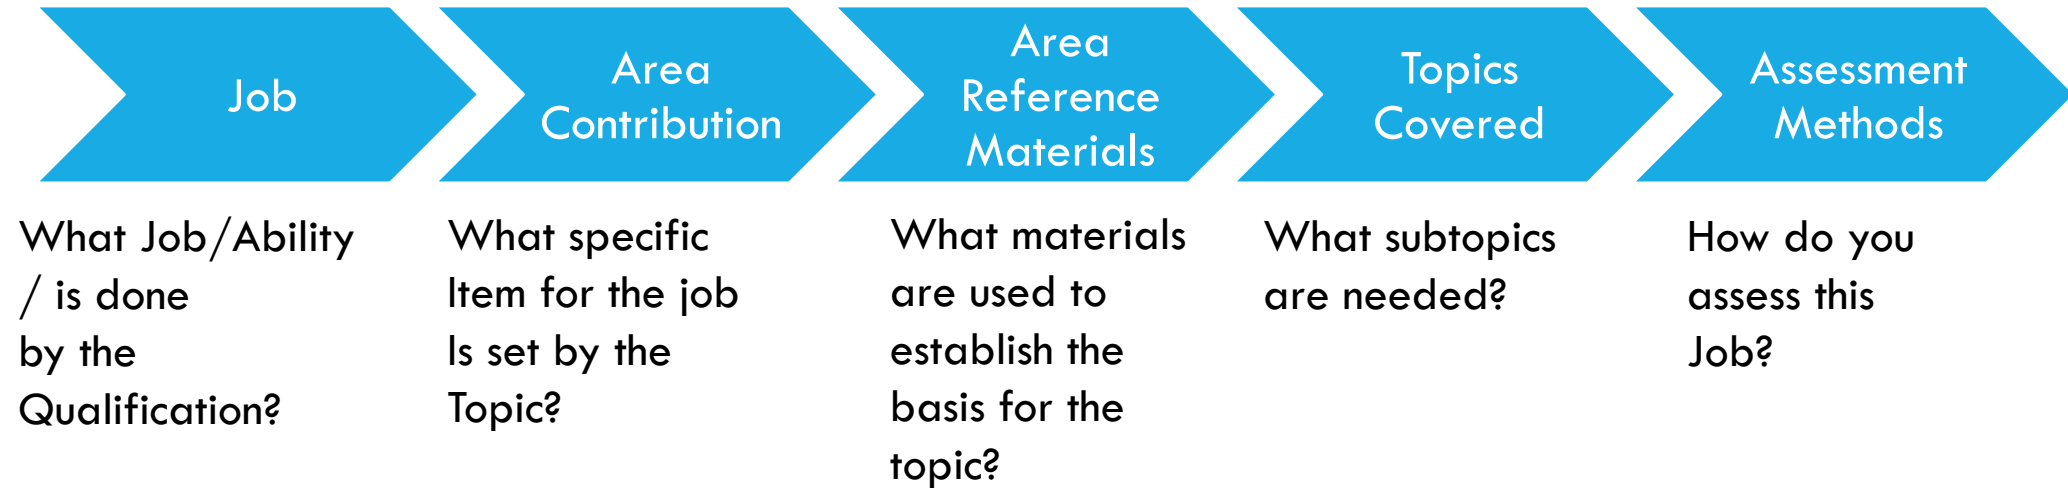 Job
Area
Contribution
Area
Reference
Materials
Topics
Covered
Assessment
Methods
What Job/Ability
/ is done
by the
Qualification?
What specific
Item for the job
Is set by the
Topic?
What materials
are used to
establish the
basis for the
topic?
What subtopics
are needed?
How do you
assess this
Job?